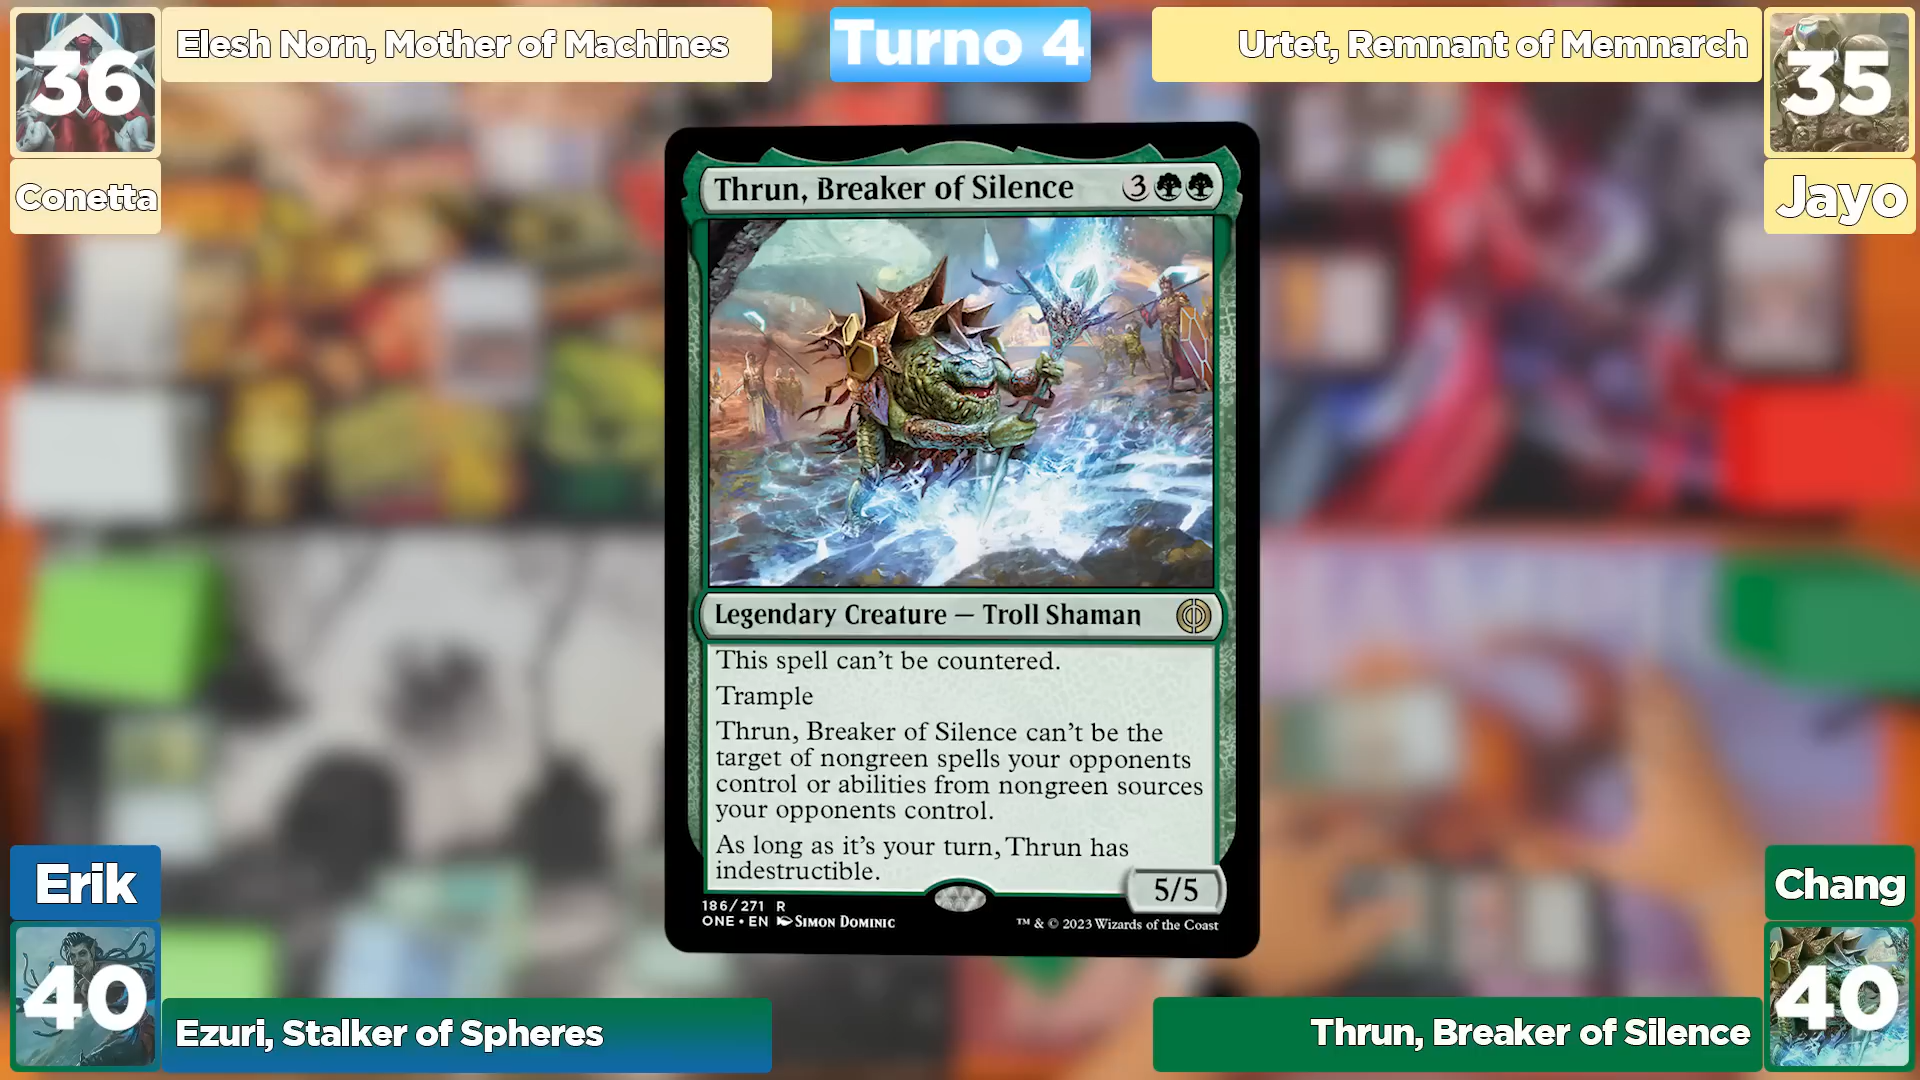 36
Elesh Norn, Mother of Machines
Conetta
Turno 4
Urtet, Remnant of Memnarch
35
Jayo
Thrun, Breaker of Silence 3
Legendary Creature — Troll Shaman
This spell can't be countered.
Trample
Thrun, Breaker of Silence can't be the
target of nongreen spells your opponents
control or abilities from nongreen sources
your opponents control.
As long as it's your turn, Thrun has
indestructible.
5/5
186/271 R
ONE • EN SIMON DOMINIC
™ & © 2023 Wizards of the Coast
Erik
40
Ezuri, Stalker of Spheres
Chang
40
Thrun, Breaker of Silence